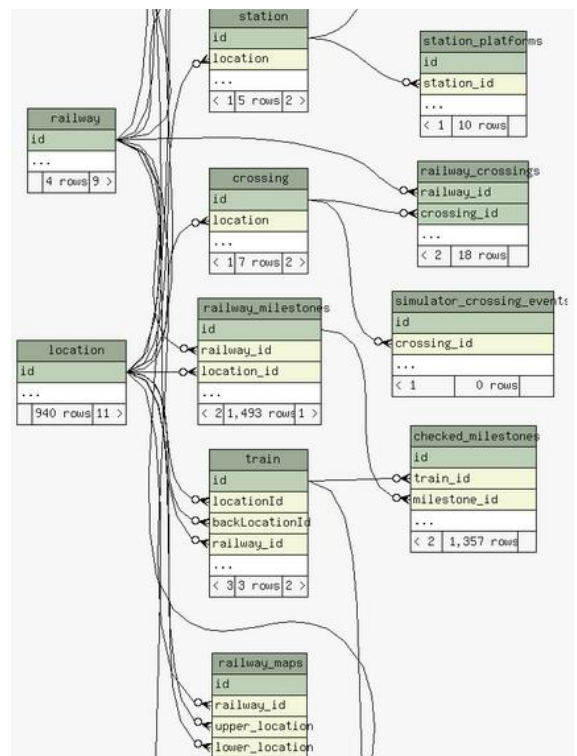 station
id
location
...
< 1 5 rows 2 >
station_platforms
id
station_id
...
< 1 10 rows
railway
id
...
4 rows 9 >
crossing
id
location
...
< 1 7 rows 2 >
railway_crossings
railway_id
crossing_id
...
< 2 18 rows
railway_milestones
id
railway_id
location_id
...
< 2 1,493 rows 1 >
simulator_crossing_events
id
crossing_id
...
< 1 0 rows
location
id
...
940 rows 11 >
train
id
locationId
backLocationId
railway_id
...
< 3 3 rows 2 >
checked_milestones
id
train_id
milestone_id
...
< 2 1,357 rows
railway_maps
id
railway_id
upper_location
lower_location